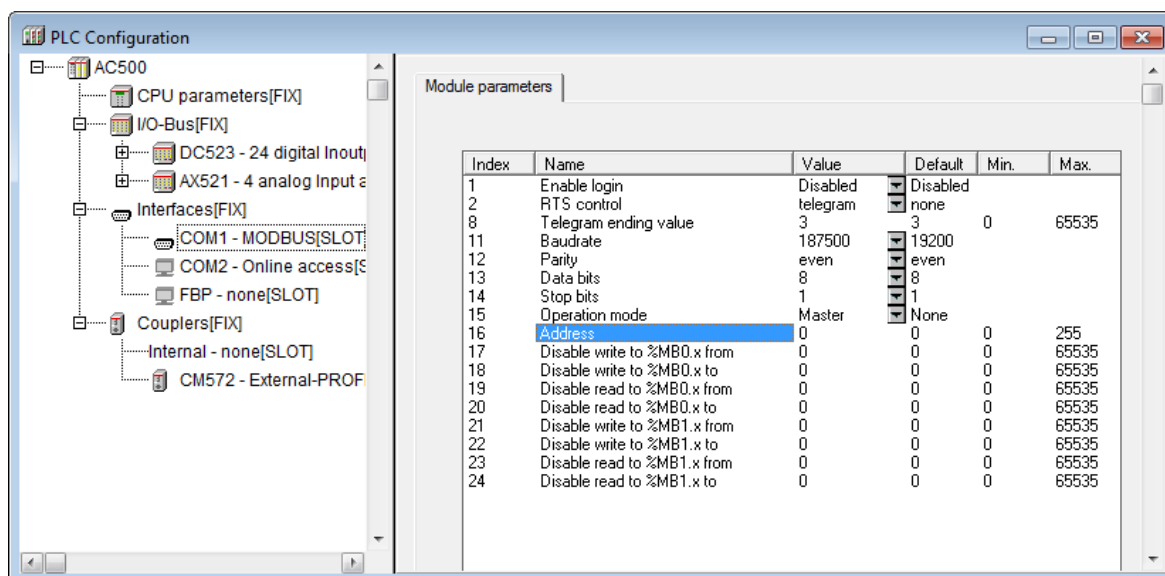 PLC Configuration
AC500
CPU parameters[FIX]
I/O-Bus[FIX]
DC523 - 24 digital Inout
AX521 - 4 analog Input a
Interfaces[FIX]
COM1 - MODBUS[SLOT
COM2 - Online access[S
FBP - none[SLOT]
Couplers[FIX]
Internal - none[SLOT]
CM572 - External-PROF
Module parameters
Index Name Value Default Min. Max.
1 Enable login Disabled Disabled
2 RTS control telegram none
8 Telegram ending value 3 3 0 65535
11 Baudrate 187500 19200
12 Parity even even
13 Data bits 8 8
14 Stop bits 1 1
15 Operation mode Master None
16 Address 0 0 0 255
17 Disable write to %MB0.x from 0 0 0 65535
18 Disable write to %MB0.x to 0 0 0 65535
19 Disable read to %MB0.x from 0 0 0 65535
20 Disable read to %MB0.x to 0 0 0 65535
21 Disable write to %MB1.x from 0 0 0 65535
22 Disable write to %MB1.x to 0 0 0 65535
23 Disable read to %MB1.x from 0 0 0 65535
24 Disable read to %MB1.x to 0 0 0 65535